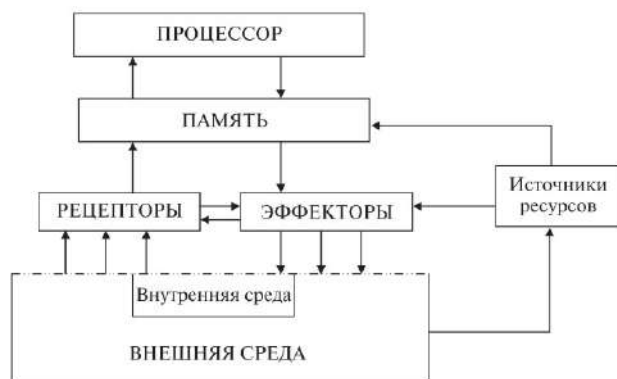 ПРОЦЕССОР
ПАМЯТЬ
РЕЦЕПТОРЫ
ЭФФЕКТОРЫ
Источники
ресурсов
Внутренняя среда
ВНЕШНЯЯ СРЕДА